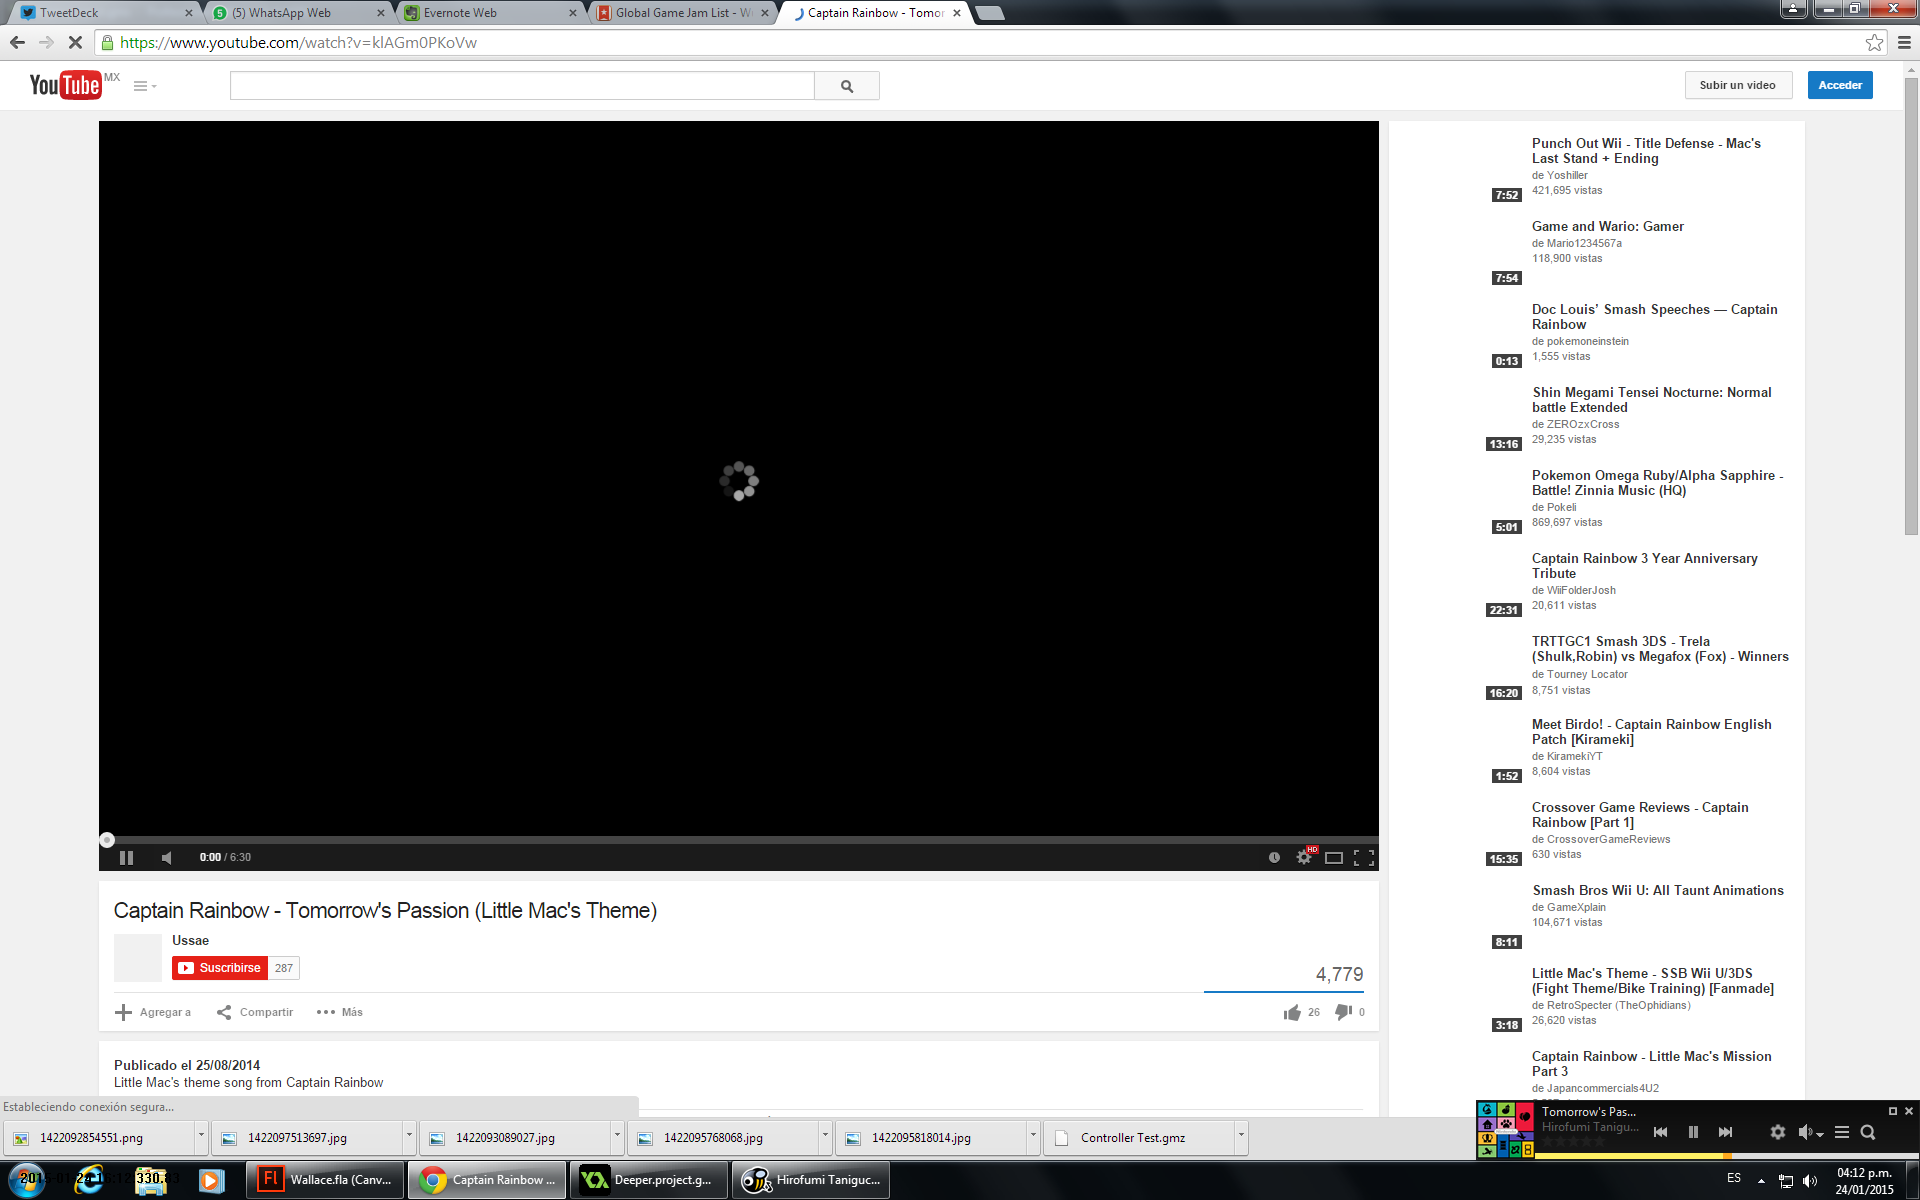 TweetDeck
(5) WhatsApp Web
Evernote Web
Global Game Jam List - W
Captain Rainbow - Tomor
https://www.youtube.com/watch?v=klAGm0PKoVw
YouTube MX
Subir un video
Acceder
Punch Out Wii - Title Defense - Mac's
Last Stand + Ending
de Yoshiller
421,695 vistas
7:52
Game and Wario: Gamer
de Mario1234567a
118,900 vistas
7:54
Doc Louis' Smash Speeches — Captain
Rainbow
de pokemoneinstein
1,555 vistas
0:13
Shin Megami Tensei Nocturne: Normal
battle Extended
de ZEROzxCross
29,235 vistas
13:16
Pokemon Omega Ruby/Alpha Sapphire -
Battle! Zinnia Music (HQ)
de Pokeli
869,697 vistas
5:01
Captain Rainbow 3 Year Anniversary
Tribute
de WiiFolderJosh
20,611 vistas
22:31
TRTTGC1 Smash 3DS - Trela
(Shulk,Robin) vs Megafox (Fox) - Winners
de Tourney Locator
8,751 vistas
16:20
Meet Birdo! - Captain Rainbow English
Patch [Kirameki]
de KiramekiYT
8,604 vistas
1:52
Crossover Game Reviews - Captain
Rainbow [Part 1]
de CrossoverGameReviews
630 vistas
15:35
Smash Bros Wii U: All Taunt Animations
de GameXplain
104,671 vistas
8:11
Little Mac's Theme - SSB Wii U/3DS
(Fight Theme/Bike Training) [Fanmade]
de RetroSpecter (TheOphidians)
26,620 vistas
3:18
Captain Rainbow - Little Mac's Mission
Part 3
de Japancommercials4U2
0:00 / 6:30
HD
Captain Rainbow - Tomorrow's Passion (Little Mac's Theme)
Ussae
Suscribirse 287
4,779
Agregar a
Compartir
Más
26
0
Publicado el 25/08/2014
Little Mac's theme song from Captain Rainbow
Estableciendo conexión segura...
1422092854551.png
1422097513697.jpg
1422093089027.jpg
1422095768068.jpg
1422095818014.jpg
Controller Test.gmz
Tomorrow's Pas...
Hirofumi Tanigu...
Fl Wallace.fla (Canv...
Captain Rainbow ...
Deeper.project.g...
Hirofumi Taniguc...
ES
04:12 p.m.
24/01/2015